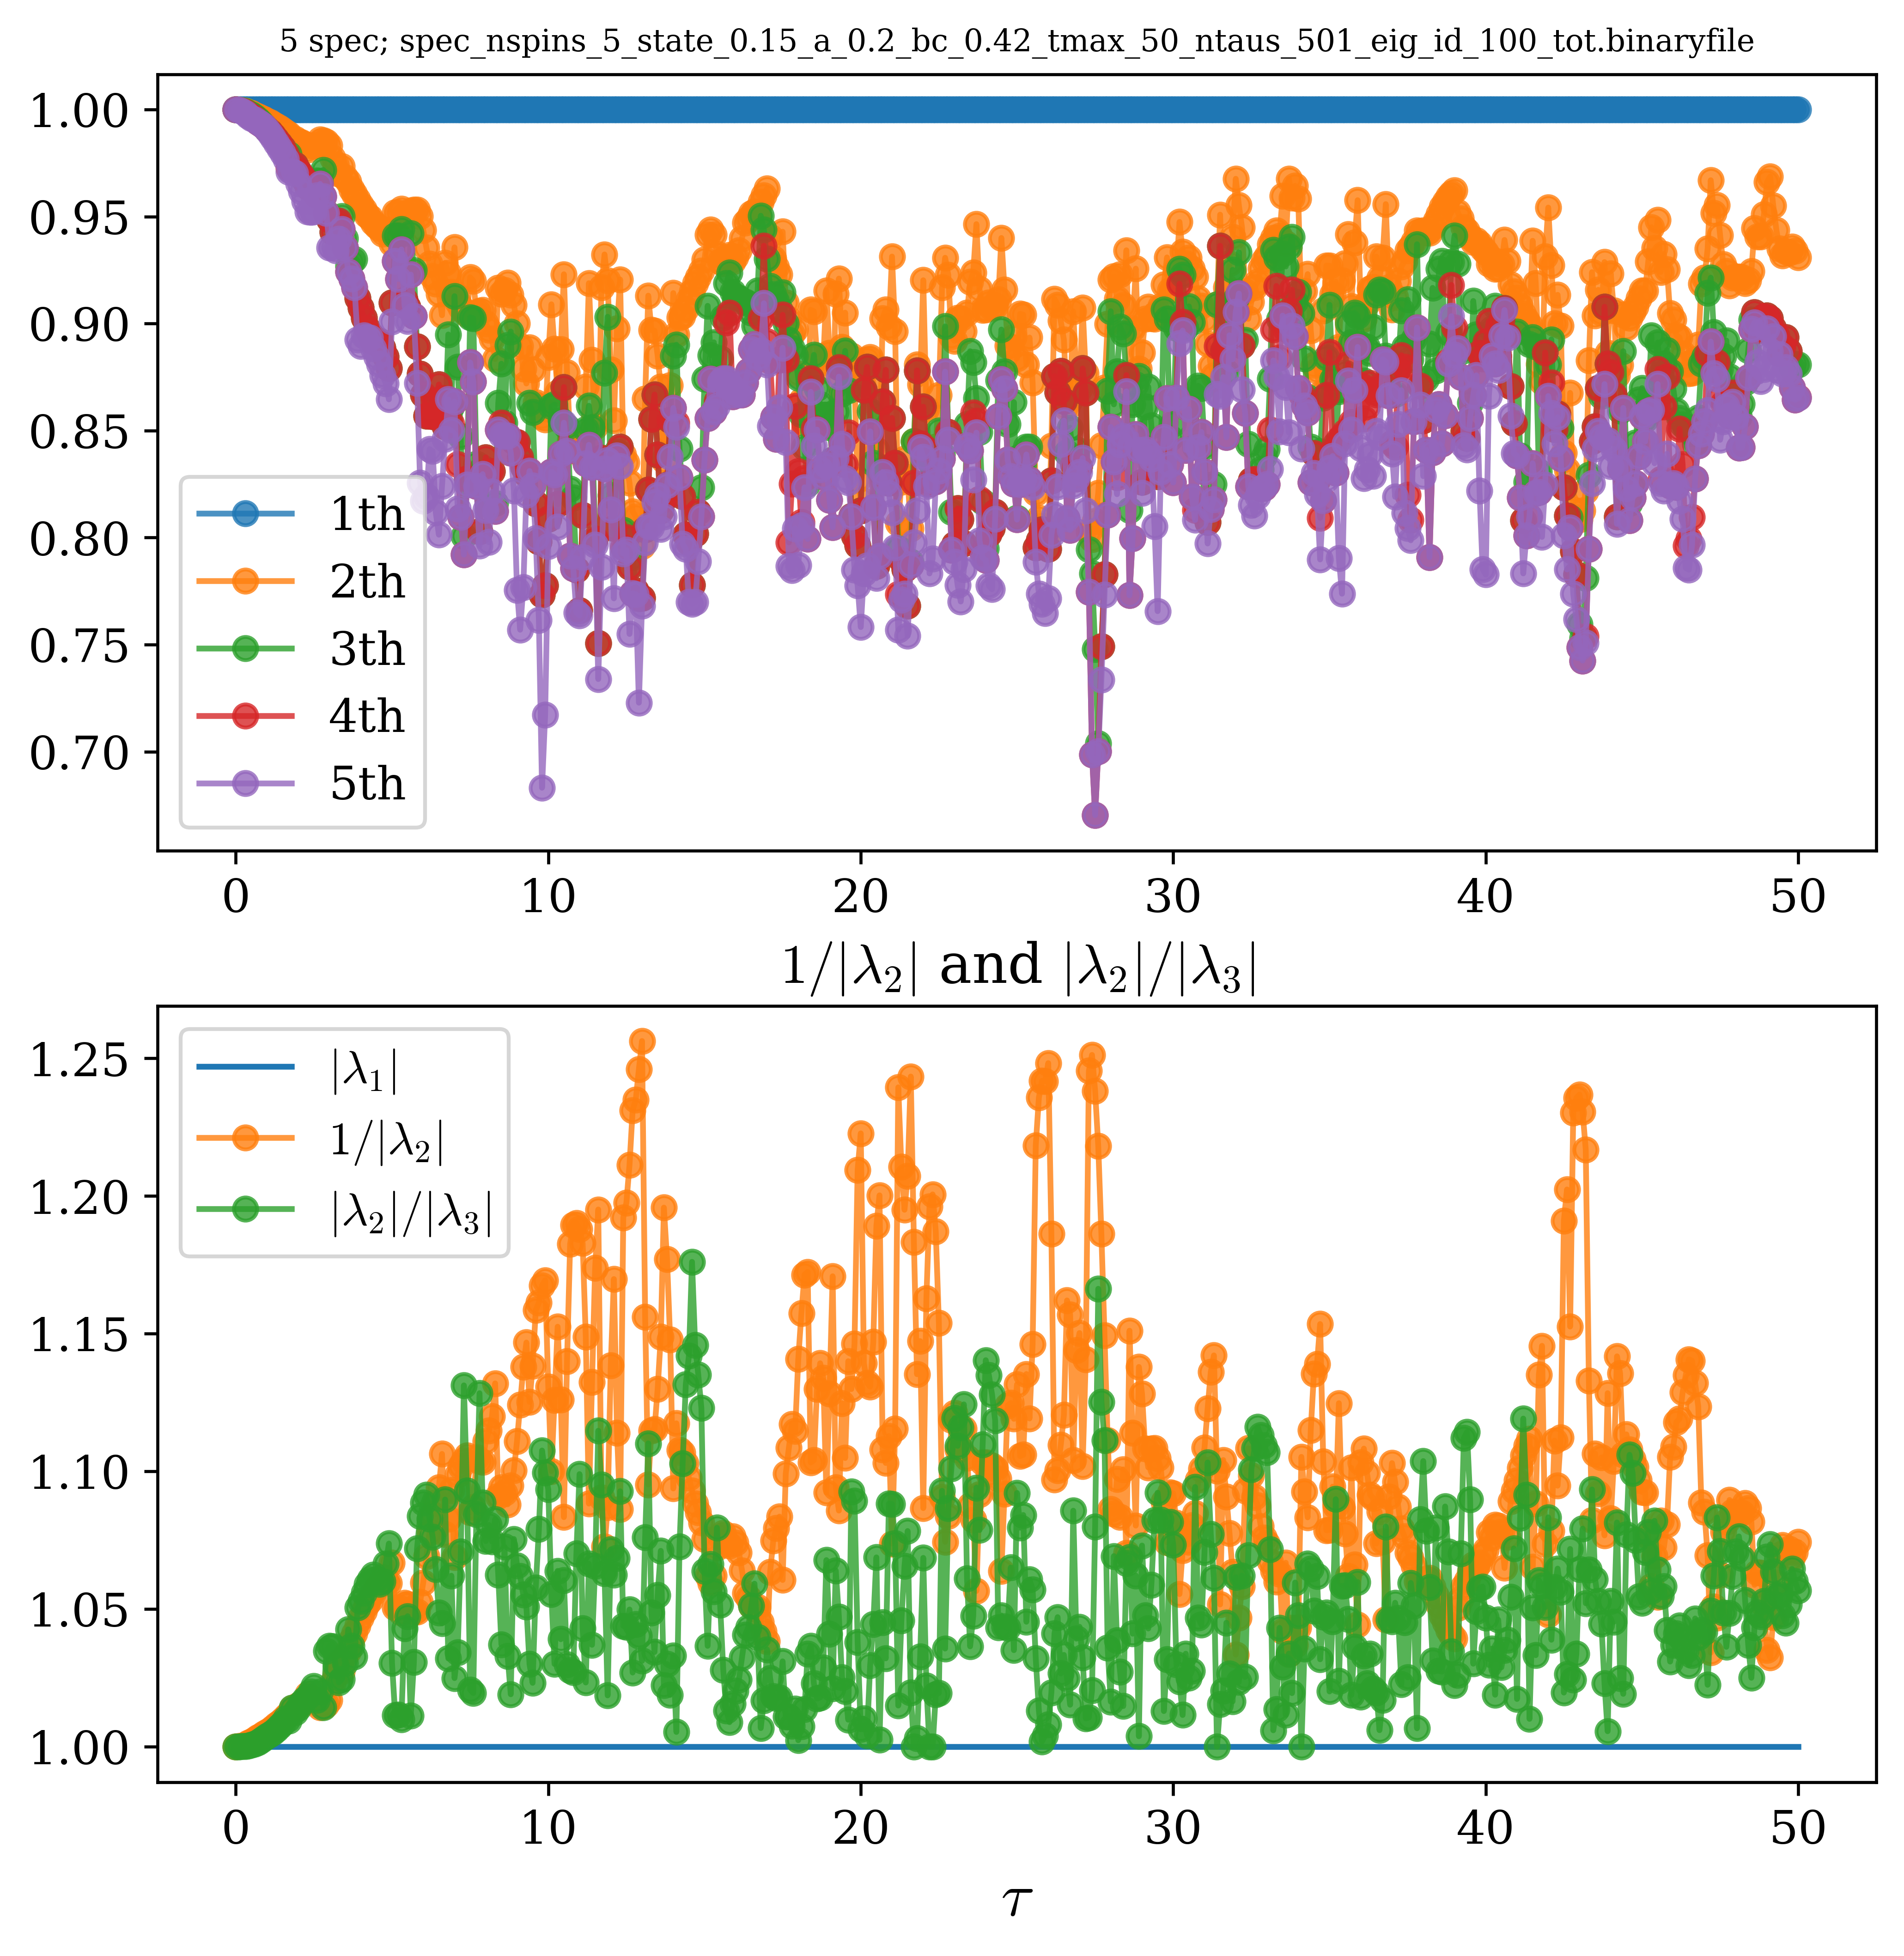 5 spec; spec_nspins_5_state_0.15_a_0.2_bc_0.42_tmax_50_ntaus_501_eig_id_100_tot.binaryfile
1.00
0.95
0.90
0.85
0.80
0.75
0.70
1th
2th
3th
4th
5th
0 10 20 30 40 50
1/|λ₂| and |λ₂|/|λ₃|
1.25
1.20
1.15
1.10
1.05
1.00
|λ₁|
1/|λ₂|
|λ₂|/|λ₃|
0 10 20 30 40 50
τ